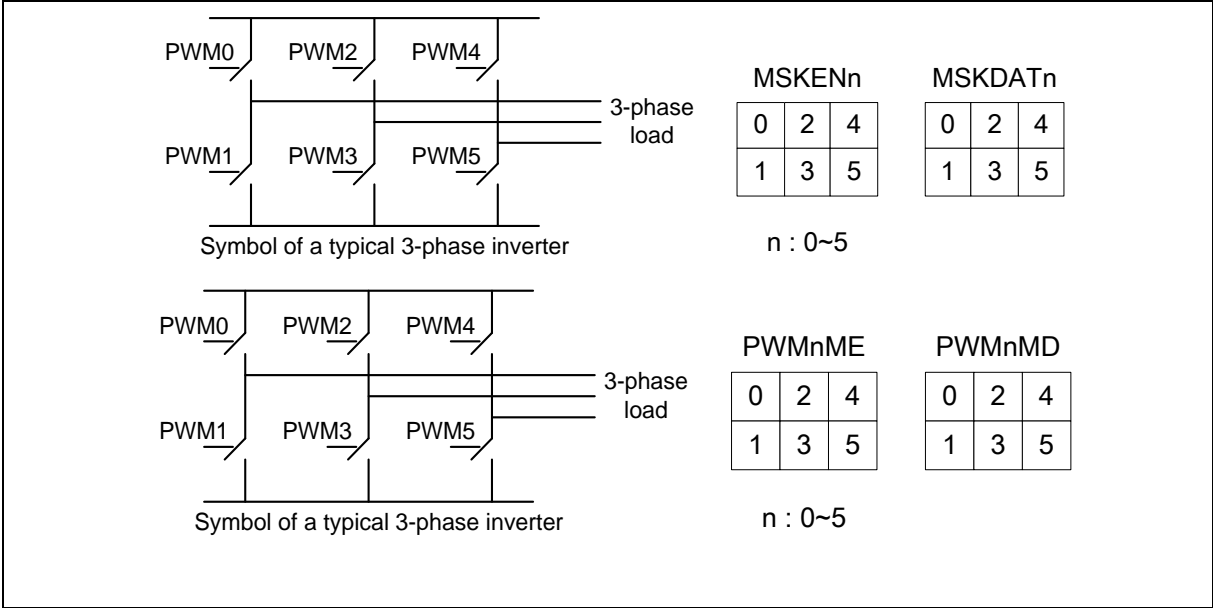 PWM0 PWM2 PWM4
MSKENn MSKDATn
3-phase
load
0 2 4 0 2 4
PWM1 PWM3 PWM5
1 3 5 1 3 5
Symbol of a typical 3-phase inverter
n : 0~5
PWM0 PWM2 PWM4
PWMnME PWMnMD
3-phase
load
0 2 4 0 2 4
PWM1 PWM3 PWM5
1 3 5 1 3 5
Symbol of a typical 3-phase inverter
n : 0~5